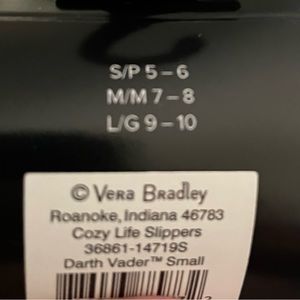 S/P 5 – 6
M/M 7 – 8
L/G 9 – 10
© VERA BRADLEY
Roanoke, Indiana 46783
Cozy Life Slippers
36861-14719S
Darth Vader™ Small